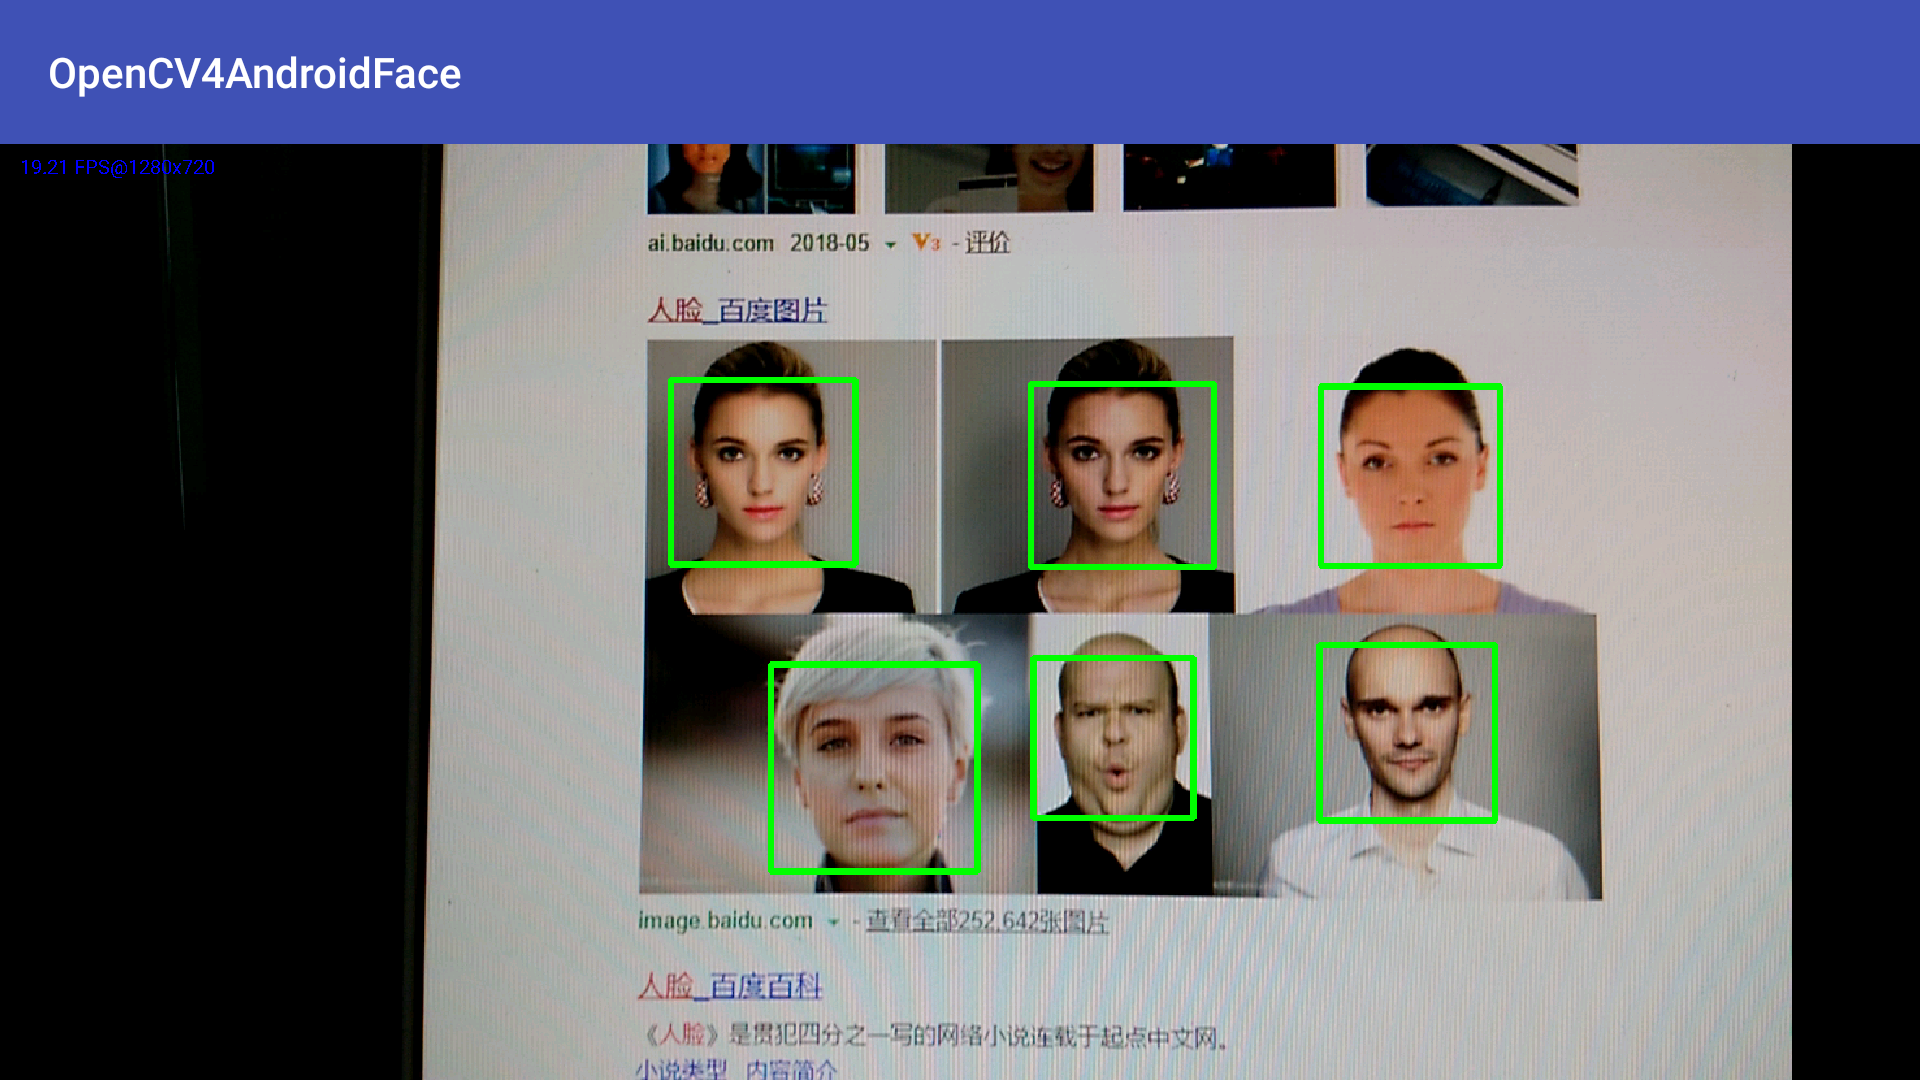 OpenCV4AndroidFace
19.21 FPS@1280x720
ai.baidu.com 2018-05 V3 - 评价
人脸_百度图片
image.baidu.com - 查看全部252,642张图片
人脸_百度百科
《人脸》是贯犯四分之一写的网络小说连载于起点中文网。
小说类型 内容简介